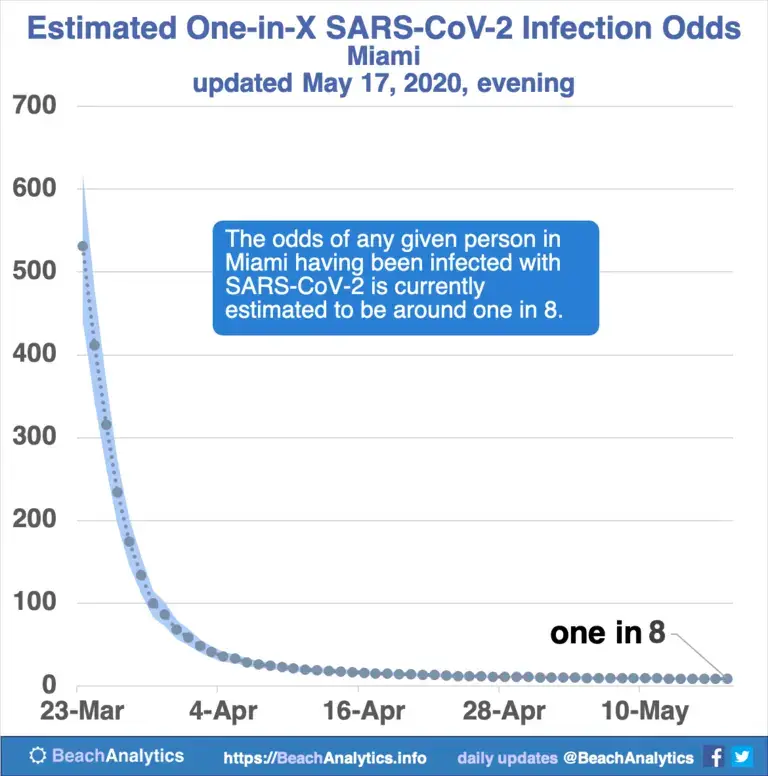 Estimated One-in-X SARS-CoV-2 Infection Odds
Miami
updated May 17, 2020, evening
700
600
The odds of any given person in
Miami having been infected with
SARS-CoV-2 is currently
estimated to be around one in 8.
500
400
300
200
100
one in 8
0
23-Mar 4-Apr 16-Apr 28-Apr 10-May
BeachAnalytics https://BeachAnalytics.info daily updates @BeachAnalytics